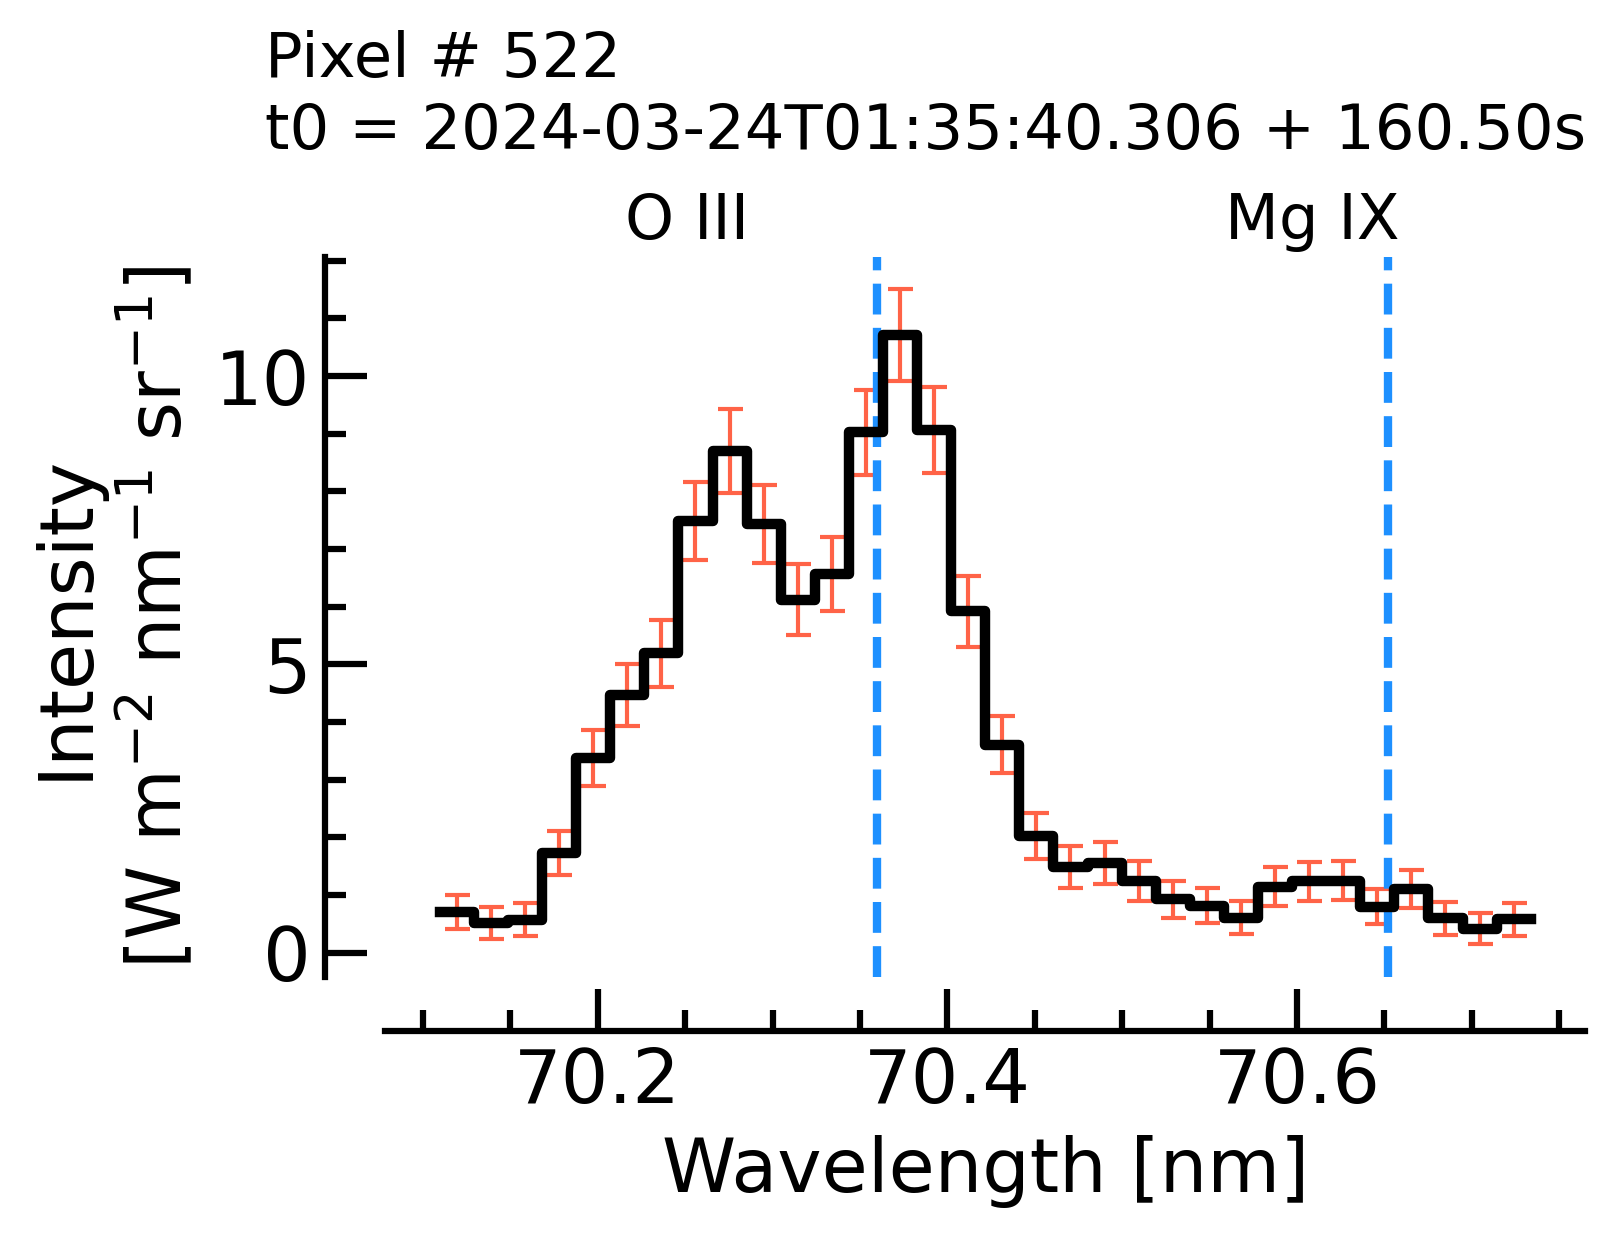 Pixel # 522
t0 = 2024-03-24T01:35:40.306 + 160.50s
O III
Mg IX
Intensity
[W m⁻² nm⁻¹ sr⁻¹]
10
5
0
70.2
70.4
70.6
Wavelength [nm]